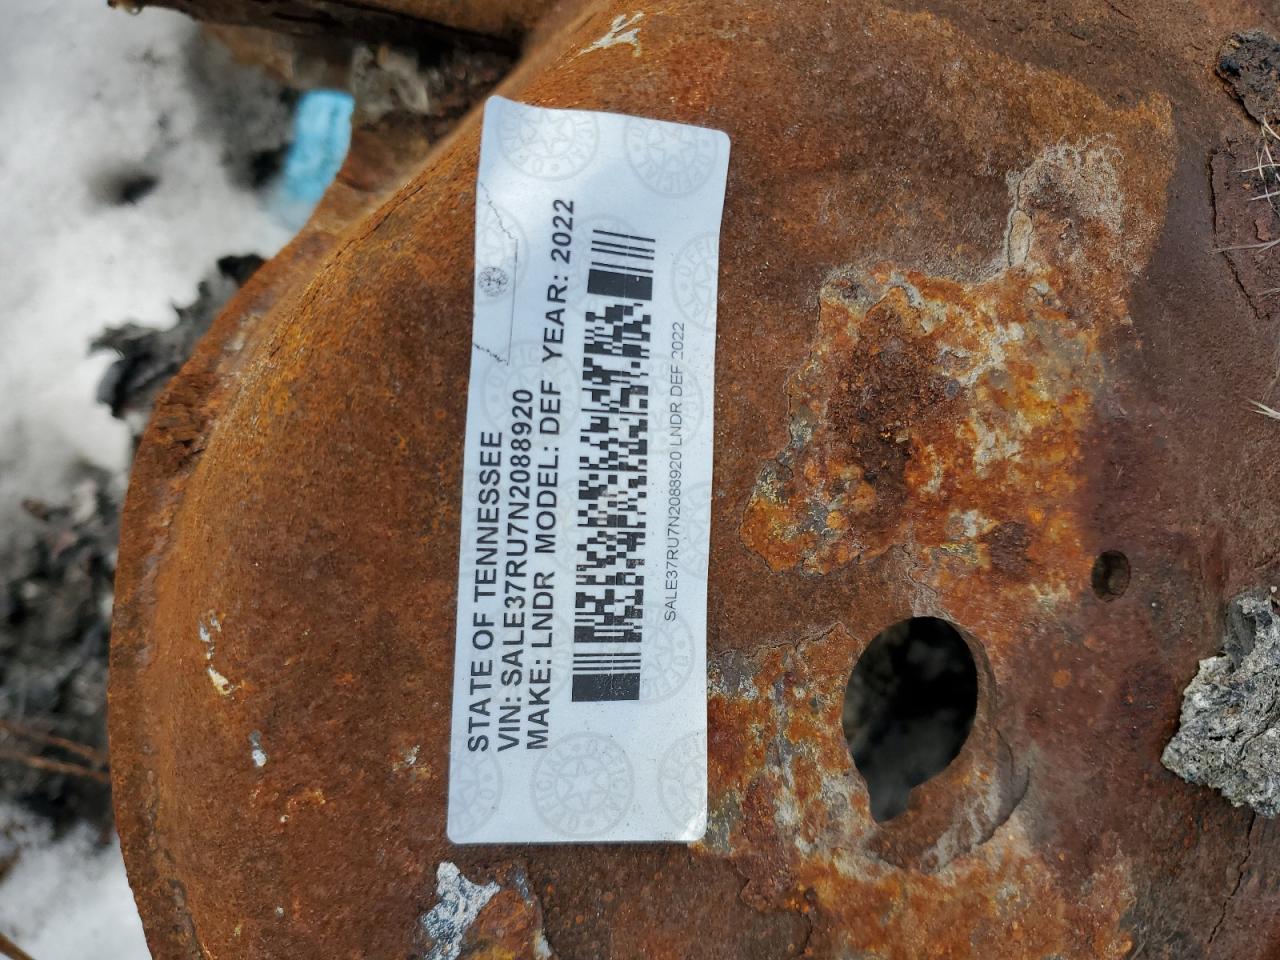 STATE OF TENNESSEE
VIN: SALE37RU7N2088920
MAKE: LNDR MODEL: DEF YEAR: 2022
SALE37RU7N2088920 LNDR DEF 2022